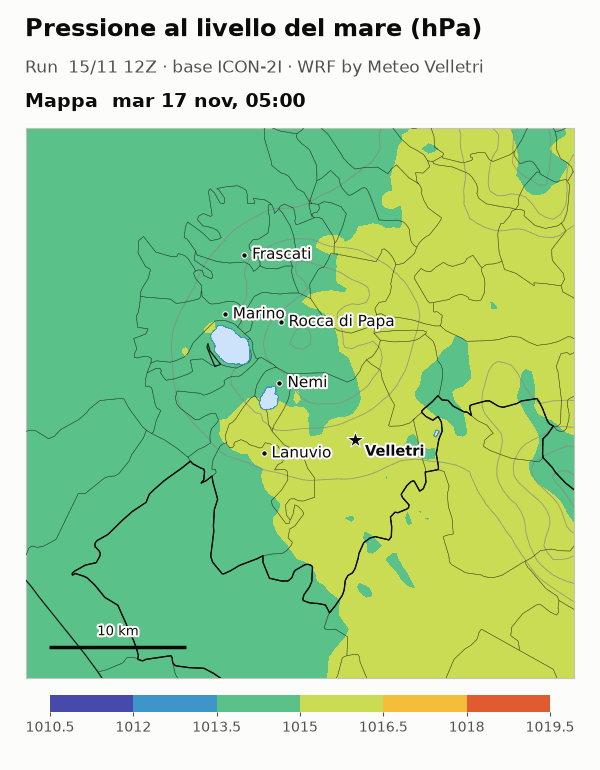 Pressione al livello del mare (hPa)
Run  15/11 12Z · base ICON-2I · WRF by Meteo Velletri
Mappa  mar 17 nov, 05:00
Frascati
Marino
Rocca di Papa
Nemi
Velletri
Lanuvio
10 km
1010.5 1012 1013.5 1015 1016.5 1018 1019.5